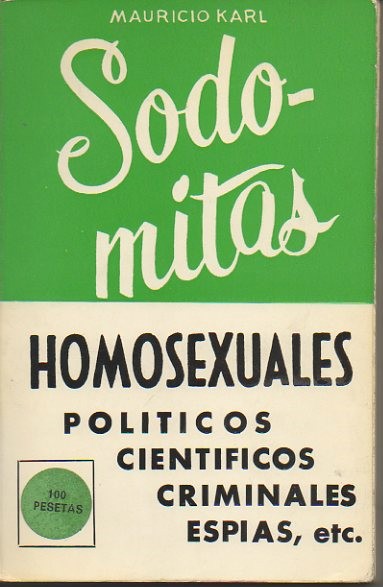 MAURICIO KARL
Sodo-
mitas
HOMOSEXUALES
POLITICOS
CIENTIFICOS
CRIMINALES
ESPIAS, etc.
100
PESETAS